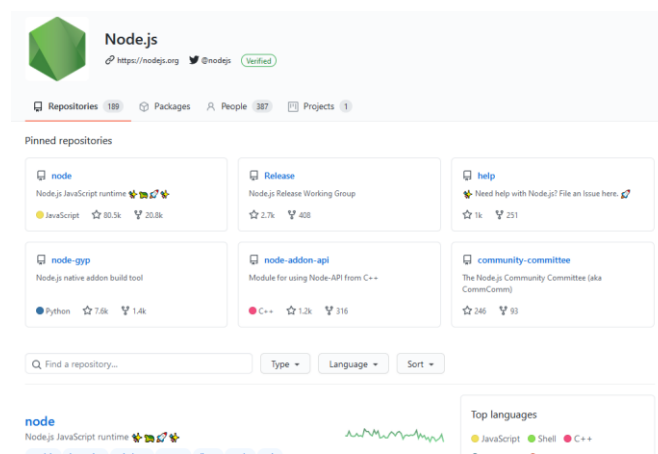 Node.js
https://nodejs.org @nodejs Verified
Repositories 189 Packages People 387 Projects 1
Pinned repositories
node
Node.js JavaScript runtime
JavaScript 80.5k 20.8k
Release
Node.js Release Working Group
2.7k 408
help
Need help with Node.js? File an Issue here.
1k 251
node-gyp
Node.js native addon build tool
Python 7.6k 1.4k
node-addon-api
Module for using Node-API from C++
C++ 1.2k 316
community-committee
The Node.js Community Committee (aka
CommComm)
246 93
Find a repository... Type Language Sort
node
Node.js JavaScript runtime
Top languages
JavaScript Shell C++